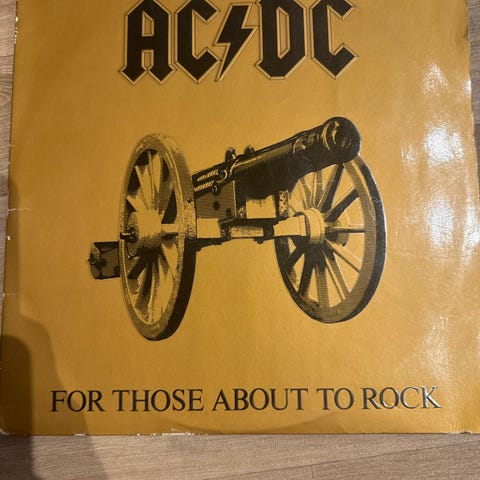 AC⚡DC
FOR THOSE ABOUT TO ROCK